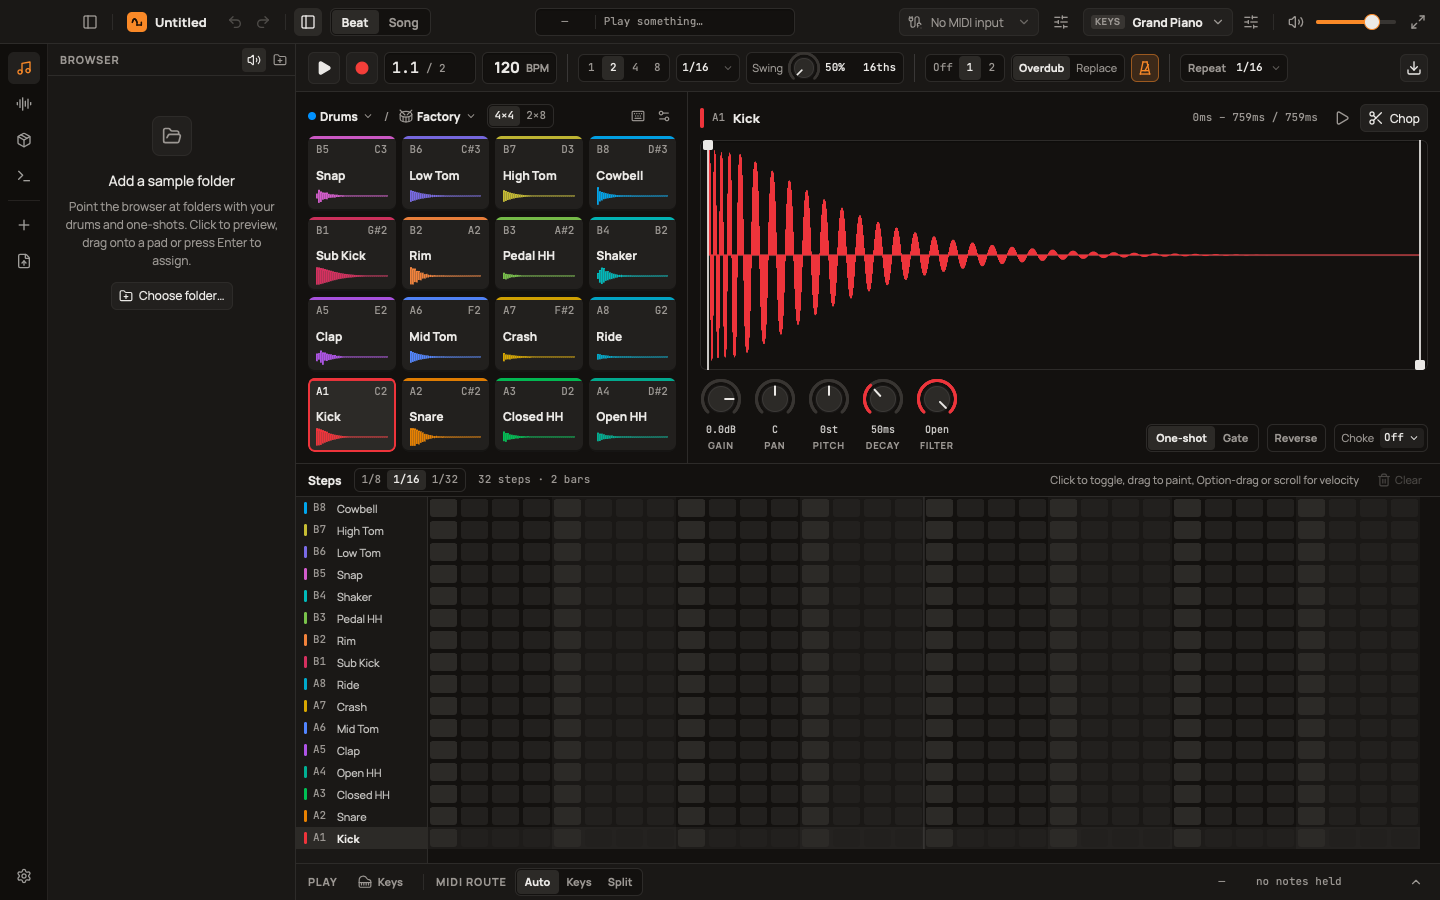 Untitled
Beat Song
– Play something…
No MIDI input
KEYS Grand Piano
BROWSER
1.1 / 2
120 BPM
1 2 4 8
1/16
Swing 50% 16ths
Off 1 2
Overdub Replace
Repeat 1/16
Add a sample folder
Point the browser at folders with your
drums and one-shots. Click to preview,
drag onto a pad or press Enter to
assign.
Choose folder…
Drums / Factory
4×4 2×8
B5 C3
Snap
B6 C#3
Low Tom
B7 D3
High Tom
B8 D#3
Cowbell
B1 G#2
Sub Kick
B2 A2
Rim
B3 A#2
Pedal HH
B4 B2
Shaker
A5 E2
Clap
A6 F2
Mid Tom
A7 F#2
Crash
A8 G2
Ride
A1 C2
Kick
A2 C#2
Snare
A3 D2
Closed HH
A4 D#2
Open HH
A1 Kick
0ms – 759ms / 759ms
Chop
0.0dB
GAIN
C
PAN
0st
PITCH
50ms
DECAY
Open
FILTER
One-shot Gate
Reverse
Choke Off
Steps
1/8 1/16 1/32
32 steps · 2 bars
Click to toggle, drag to paint, Option-drag or scroll for velocity
Clear
B8 Cowbell
B7 High Tom
B6 Low Tom
B5 Snap
B4 Shaker
B3 Pedal HH
B2 Rim
B1 Sub Kick
A8 Ride
A7 Crash
A6 Mid Tom
A5 Clap
A4 Open HH
A3 Closed HH
A2 Snare
A1 Kick
PLAY Keys
MIDI ROUTE Auto Keys Split
– no notes held